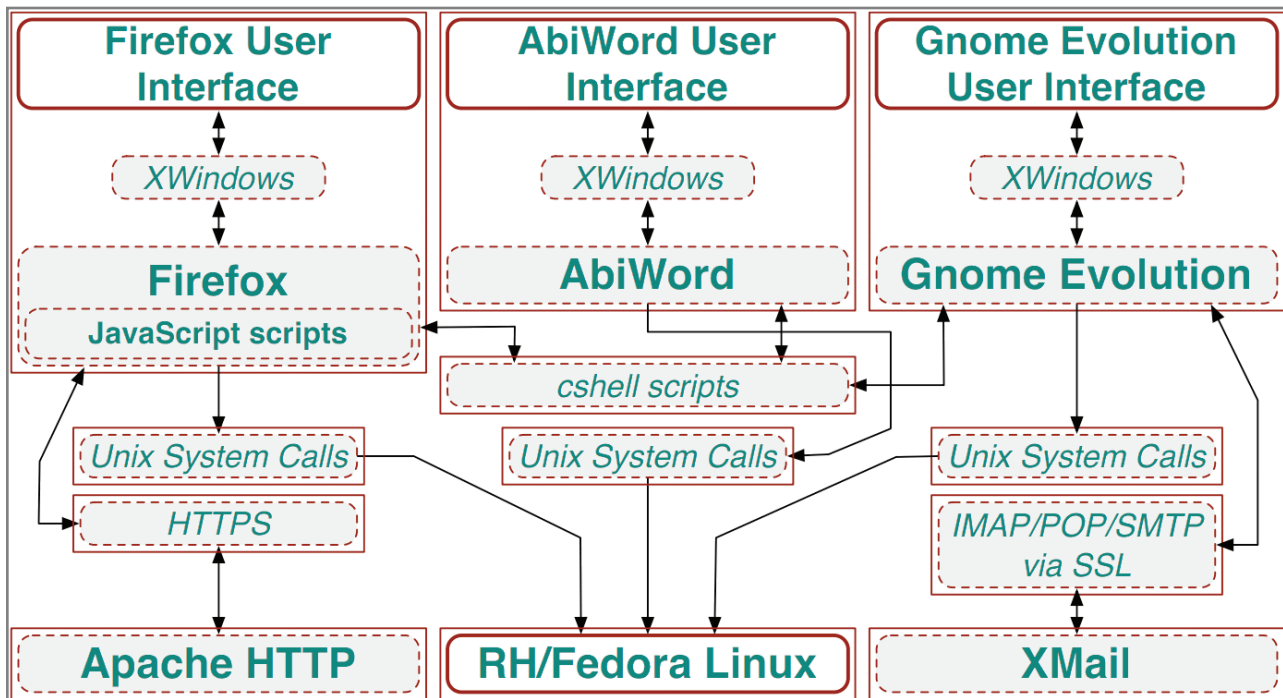 Firefox User
Interface
AbiWord User
Interface
Gnome Evolution
User Interface
XWindows
XWindows
XWindows
Firefox
JavaScript scripts
AbiWord
Gnome Evolution
cshell scripts
Unix System Calls
Unix System Calls
Unix System Calls
HTTPS
IMAP/POP/SMTP
via SSL
Apache HTTP
RH/Fedora Linux
XMail